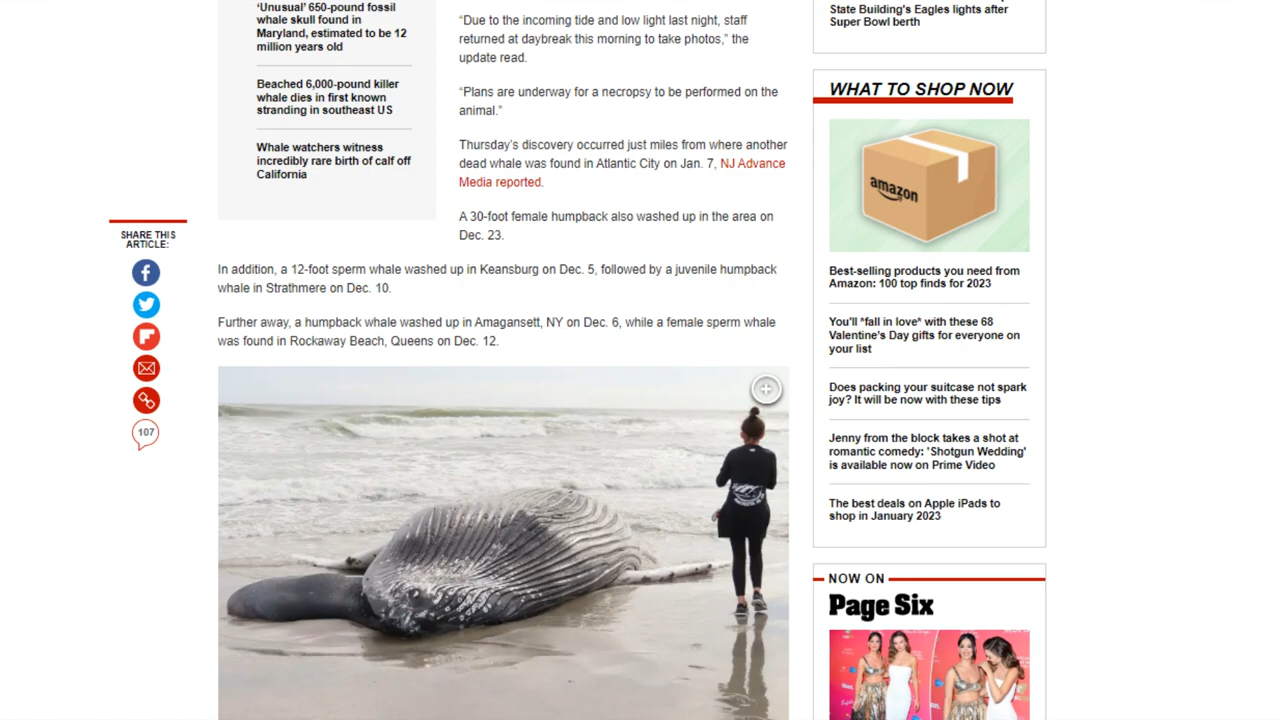 'Unusual' 650-pound fossil
whale skull found in
Maryland, estimated to be 12
million years old
Beached 6,000-pound killer
whale dies in first known
stranding in southeast US
Whale watchers witness
incredibly rare birth of calf off
California
SHARE THIS
ARTICLE:
107
“Due to the incoming tide and low light last night, staff
returned at daybreak this morning to take photos,” the
update read.
“Plans are underway for a necropsy to be performed on the
animal.”
Thursday’s discovery occurred just miles from where another
dead whale was found in Atlantic City on Jan. 7, NJ Advance
Media reported.
A 30-foot female humpback also washed up in the area on
Dec. 23.
In addition, a 12-foot sperm whale washed up in Keansburg on Dec. 5, followed by a juvenile humpback
whale in Strathmere on Dec. 10.
Further away, a humpback whale washed up in Amagansett, NY on Dec. 6, while a female sperm whale
was found in Rockaway Beach, Queens on Dec. 12.
State Building's Eagles lights after
Super Bowl berth
WHAT TO SHOP NOW
amazon
Best-selling products you need from
Amazon: 100 top finds for 2023
You'll *fall in love* with these 68
Valentine's Day gifts for everyone on
your list
Does packing your suitcase not spark
joy? It will be now with these tips
Jenny from the block takes a shot at
romantic comedy: 'Shotgun Wedding'
is available now on Prime Video
The best deals on Apple iPads to
shop in January 2023
NOW ON
Page Six